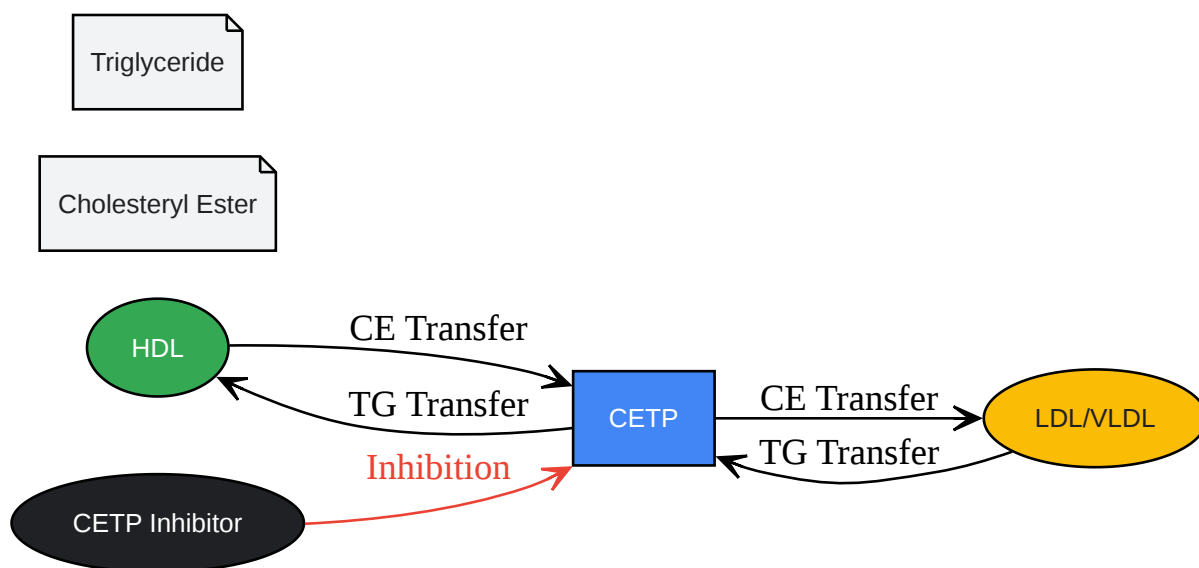 Triglyceride
Cholesteryl Ester
HDL
CE Transfer
TG Transfer
CETP
CE Transfer
TG Transfer
LDL/VLDL
Inhibition
CETP Inhibitor